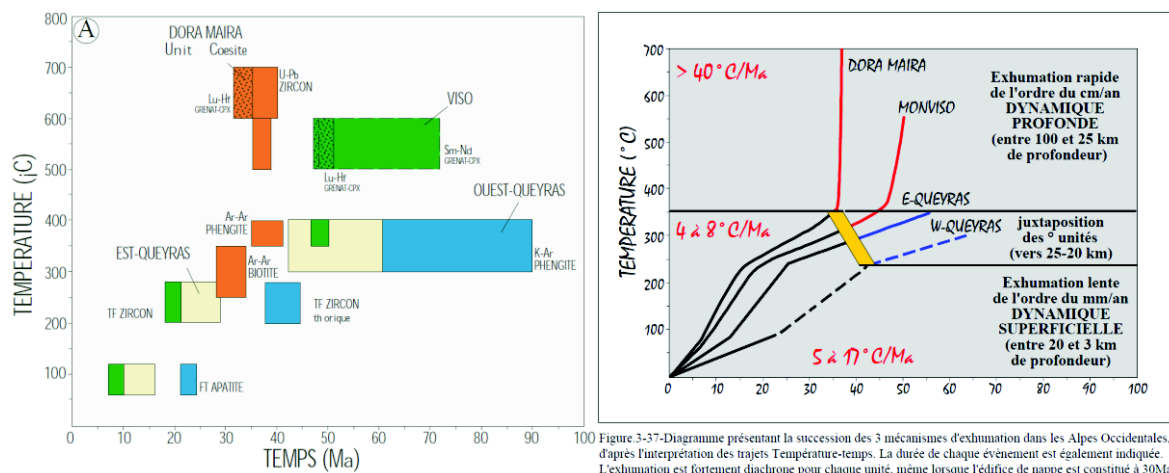 A
DORA MAIRA
Unit Coesite
U-Pb
ZIRCON
Lu-Hf
GRENAT-CPX
VISO
Sm-Nd
GRENAT-CPX
Lu-Hf
GRENAT-CPX
OUEST-QUEYRAS
Ar-Ar
PHENGITE
EST-QUEYRAS
Ar-Ar
BIOTITE
K-Ar
PHENGITE
TF ZIRCON
TF ZIRCON
th orique
FT APATITE
TEMPERATURE (¡C)
800
700
600
500
400
300
200
100
0 10 20 30 40 50 60 70 80 90 100
TEMPS (Ma)
TEMPERATURE (°C)
700
600
500
400
300
200
100
0 10 20 30 40 50 60 70 80 90 100
> 40°C/Ma
DORA MAIRA
MONVISO
E-QUEYRAS
W-QUEYRAS
4 à 8°C/Ma
5 à 17°C/Ma
Exhumation rapide
de l'ordre du cm/an
DYNAMIQUE
PROFONDE
(entre 100 et 25 km
de profondeur)
juxtaposition
des º unités
(vers 25-20 km)
Exhumation lente
de l'ordre du mm/an
DYNAMIQUE
SUPERFICIELLE
(entre 20 et 3 km
de profondeur)
Figure.3-37-Diagramme présentant la succession des 3 mécanismes d'exhumation dans les Alpes Occidentales,
d'après l'interprétation des trajets Température-temps. La durée de chaque évènement est également indiquée.
L'exhumation est fortement diachrone pour chaque unité, même lorsque l'édifice de nappe est constitué à 30Ma